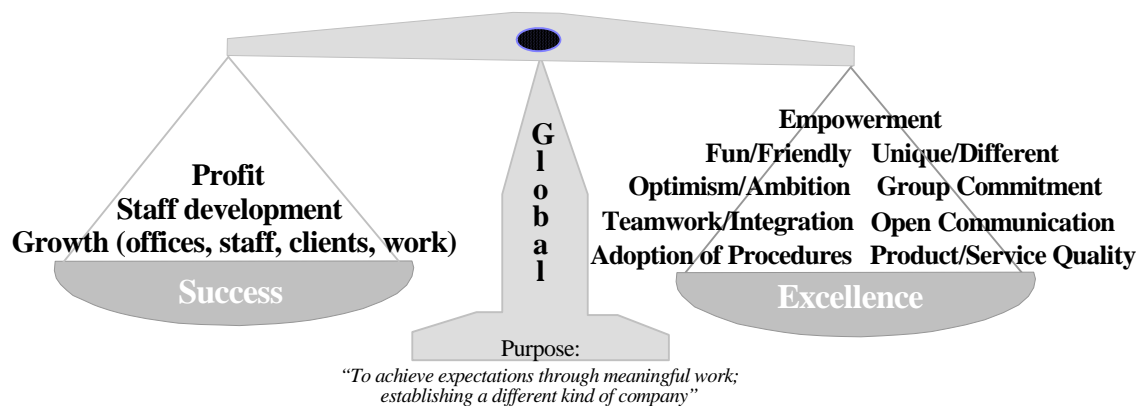 Profit
Staff development
Growth (offices, staff, clients, work)
Success
Global
Empowerment
Fun/Friendly Unique/Different
Optimism/Ambition Group Commitment
Teamwork/Integration Open Communication
Adoption of Procedures Product/Service Quality
Excellence
Purpose:
“To achieve expectations through meaningful work;
establishing a different kind of company”